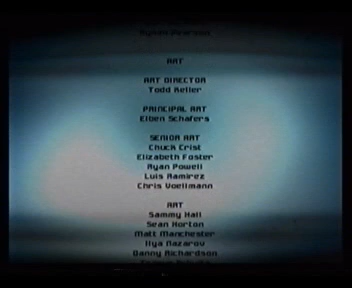 ART
ART DIRECTOR
Todd Keller
PRINCIPAL ART
Elben Schafers
SENIOR ART
Chuck Crist
Elizabeth Foster
Ryan Powell
Luis Ramirez
Chris Voellmann
ART
Sammy Hall
Sean Horton
Matt Manchester
Ilya Nazarov
Danny Richardson